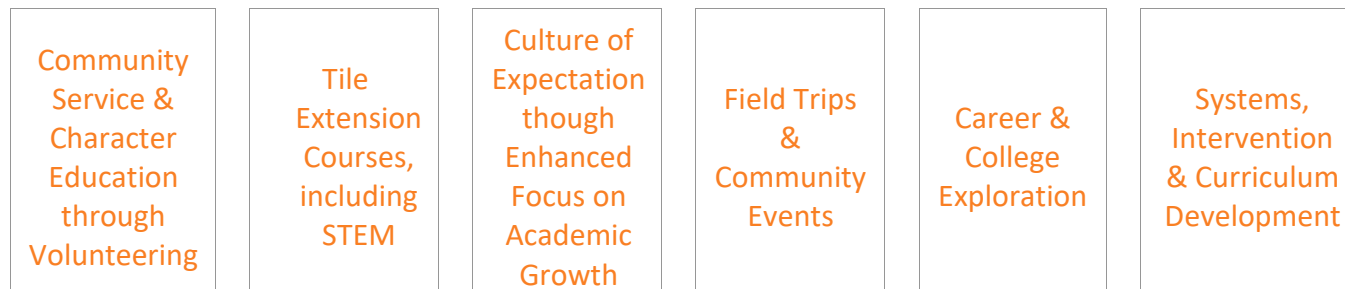 Community
Service &
Character
Education
through
Volunteering
Tile
Extension
Courses,
including
STEM
Culture of
Expectation
though
Enhanced
Focus on
Academic
Growth
Field Trips
&
Community
Events
Career &
College
Exploration
Systems,
Intervention
& Curriculum
Development